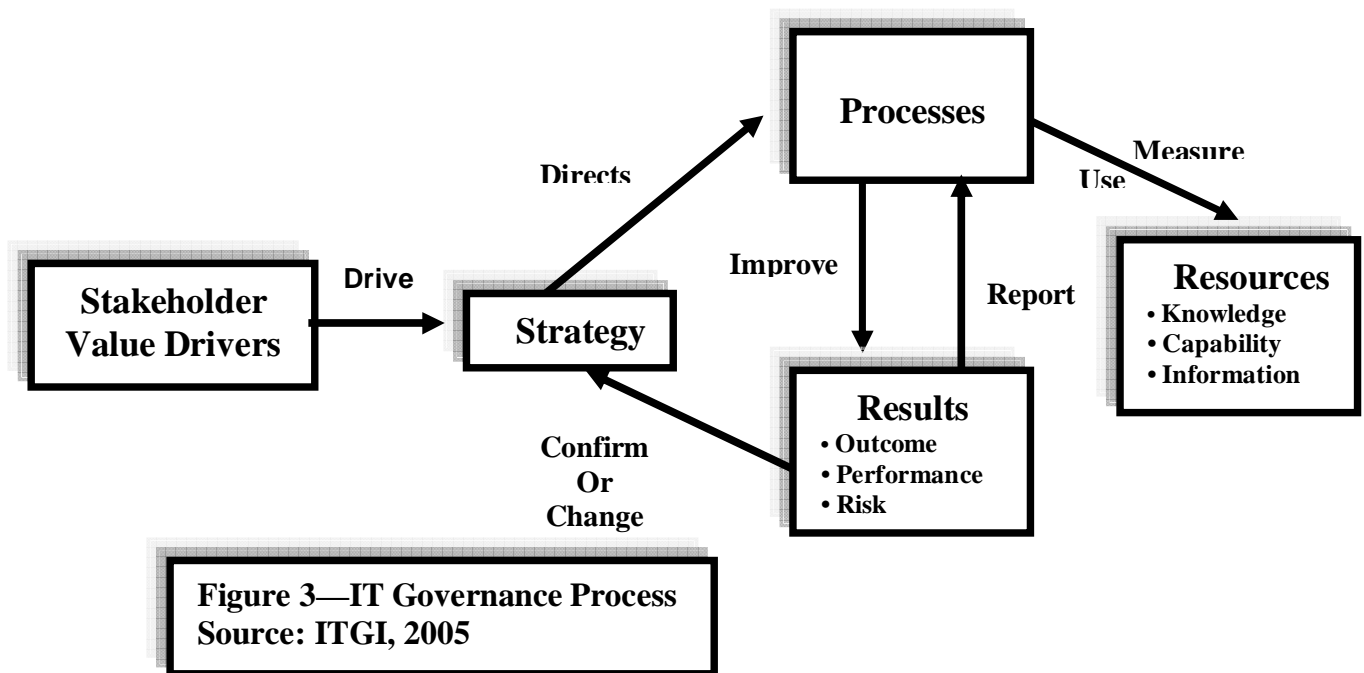 Processes
Measure
Directs
Use
Improve
Resources
• Knowledge
• Capability
• Information
Drive
Report
Stakeholder
Value Drivers
Strategy
Results
• Outcome
• Performance
• Risk
Confirm
Or
Change
Figure 3—IT Governance Process
Source: ITGI, 2005